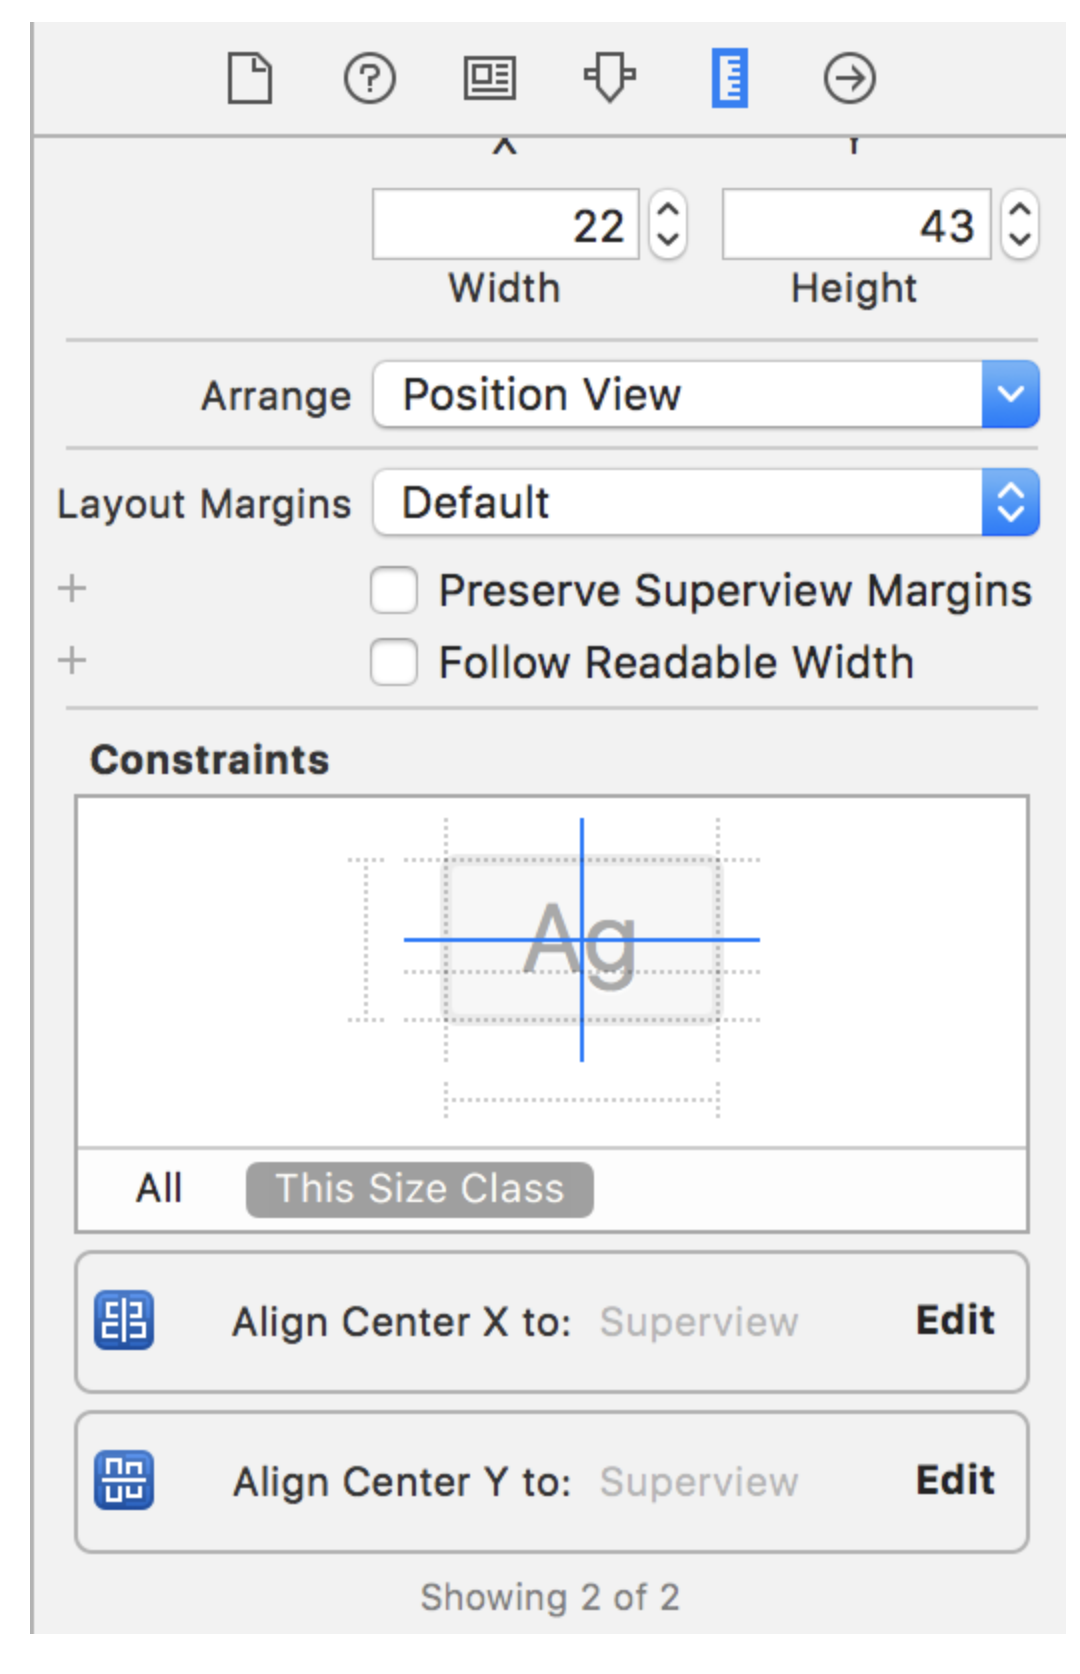 X Y
22 43
Width Height
Arrange Position View
Layout Margins Default
+ Preserve Superview Margins
+ Follow Readable Width
Constraints
Ag
All This Size Class
Align Center X to: Superview Edit
Align Center Y to: Superview Edit
Showing 2 of 2